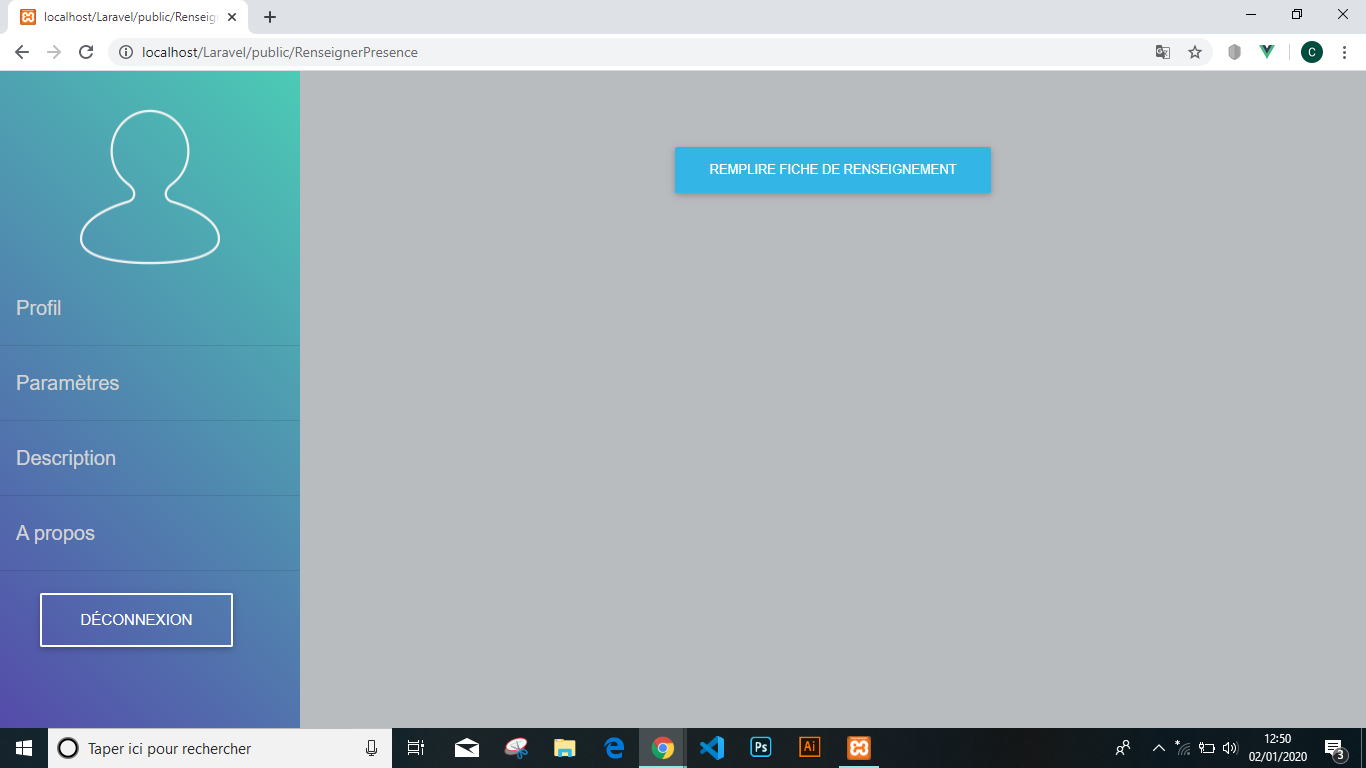 localhost/Laravel/public/Renseig
localhost/Laravel/public/RenseignerPresence
C
REMPLIRE FICHE DE RENSEIGNEMENT
Profil
Paramètres
Description
A propos
DÉCONNEXION
Taper ici pour rechercher
Ps
Ai
12:50
02/01/2020
3